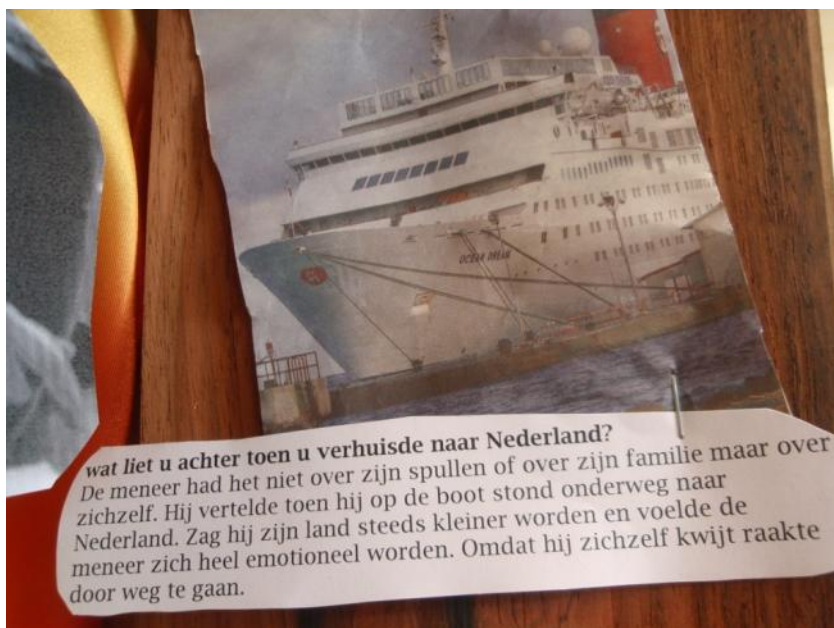 OCEAN DREAM
wat liet u achter toen u verhuisde naar Nederland?
De meneer had het niet over zijn spullen of over zijn familie maar over
zichzelf. Hij vertelde toen hij op de boot stond onderweg naar
Nederland. Zag hij zijn land steeds kleiner worden en voelde de
meneer zich heel emotioneel worden. Omdat hij zichzelf kwijt raakte
door weg te gaan.